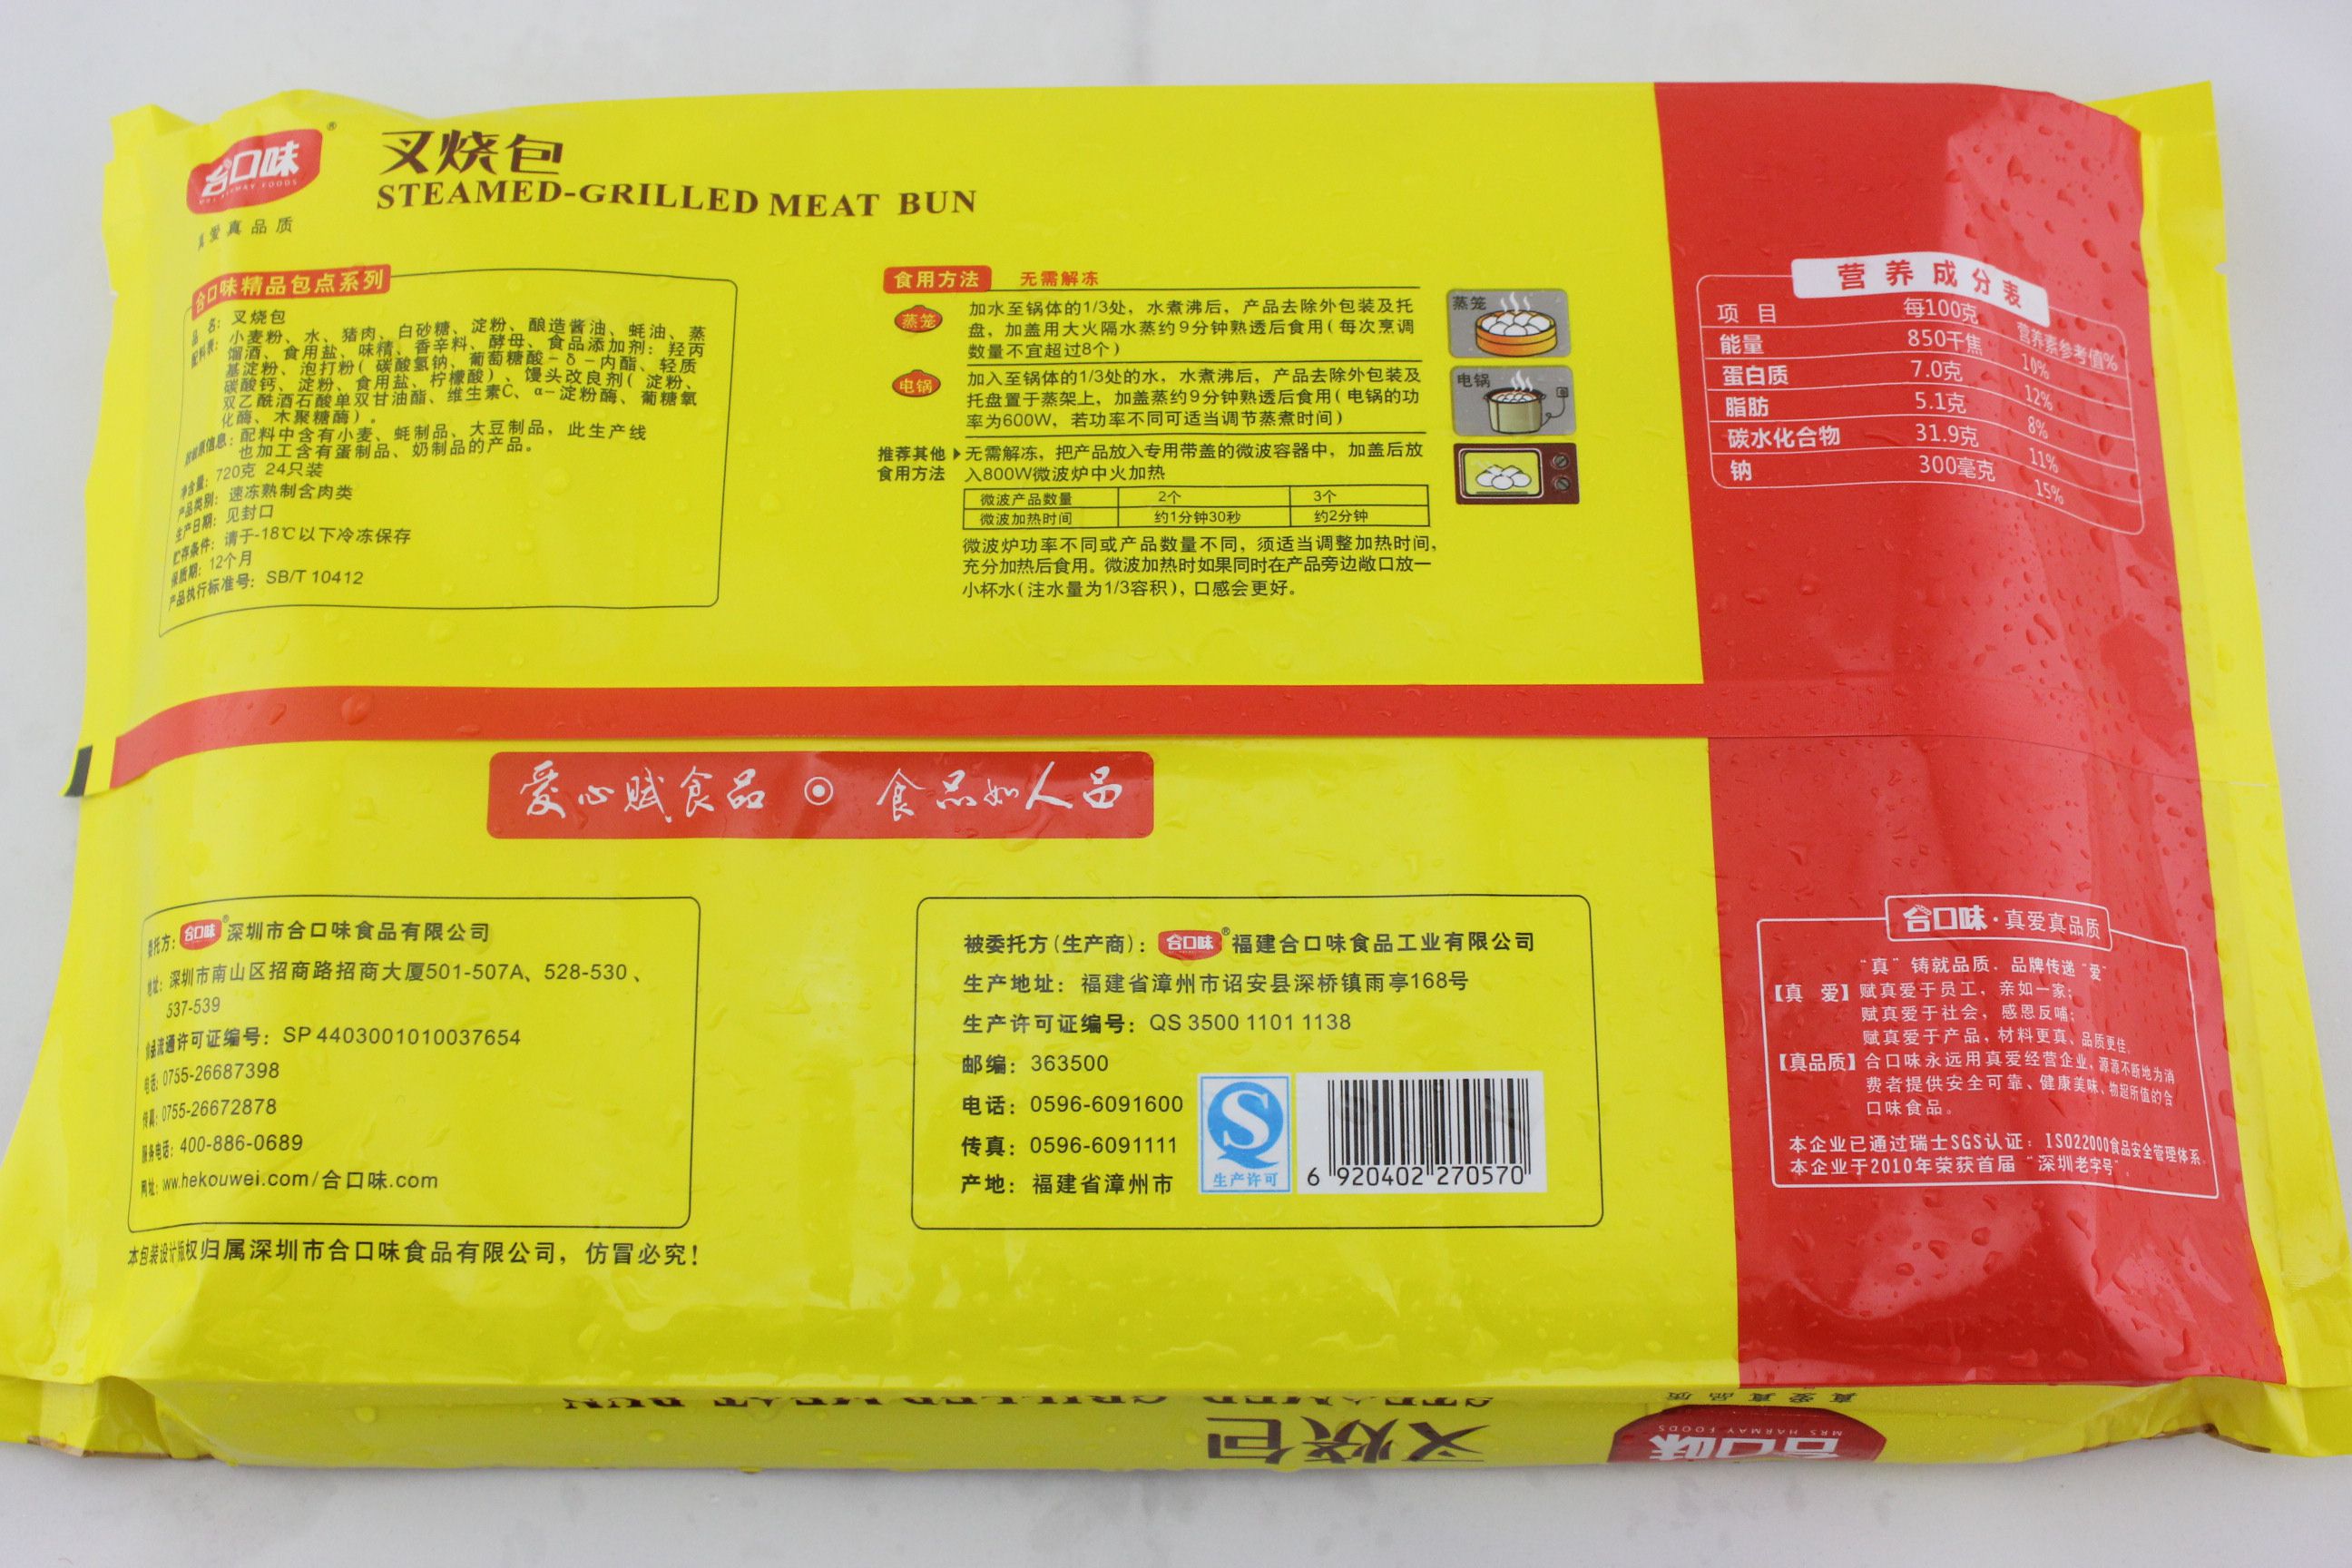 合口味®
MRS HARMAY FOODS
真爱真品质
叉烧包
STEAMED-GRILLED MEAT BUN
合口味精品包点系列
品 名：叉烧包
配料表：小麦粉、水、猪肉、白砂糖、淀粉、酿造酱油、蚝油、蒸
馏酒、食用盐、味精、香辛料、酵母、食品添加剂：羟丙
基淀粉、泡打粉（碳酸氢钠、葡萄糖酸-δ-内酯、轻质
碳酸钙、淀粉、食用盐、柠檬酸）、馒头改良剂（淀粉、
双乙酰酒石酸单双甘油酯、维生素C、α-淀粉酶、葡糖氧
化酶、木聚糖酶）。
致敏原信息：配料中含有小麦、蚝制品、大豆制品，此生产线
也加工含有蛋制品、奶制品的产品。
净含量：720克 24只装
产品类别：速冻熟制含肉类
生产日期：见封口
贮存条件：请于-18℃以下冷冻保存
保质期：12个月
产品执行标准号：SB/T 10412
食用方法 无需解冻
蒸笼 加水至锅体的1/3处，水煮沸后，产品去除外包装及托
盘，加盖用大火隔水蒸约9分钟熟透后食用（每次烹调
数量不宜超过8个）
蒸笼
电锅 加入至锅体的1/3处的水，水煮沸后，产品去除外包装及
托盘置于蒸架上，加盖蒸约9分钟熟透后食用（电锅的功
率为600W，若功率不同可适当调节蒸煮时间）
电锅
推荐其他食用方法 无需解冻，把产品放入专用带盖的微波容器中，加盖后放
入800W微波炉中火加热
微波产品数量 2个 3个
微波加热时间 约1分钟30秒 约2分钟
微波炉功率不同或产品数量不同，须适当调整加热时间，
充分加热后食用。微波加热时如果同时在产品旁边敞口放一
小杯水（注水量为1/3容积），口感会更好。
营养成分表
项目 每100克 营养素参考值%
能量 850千焦 10%
蛋白质 7.0克 12%
脂肪 5.1克 8%
碳水化合物 31.9克 11%
钠 300毫克 15%
爱心赋食品 ⊙ 食品如人品
委托方：合口味®深圳市合口味食品有限公司
地址：深圳市南山区招商路招商大厦501-507A、528-530、
537-539
食品流通许可证编号：SP 4403001010037654
电话：0755-26687398
传真：0755-26672878
服务电话：400-886-0689
网址：www.hekouwei.com/合口味.com
本包装设计版权归属深圳市合口味食品有限公司，仿冒必究！
被委托方（生产商）：合口味®福建合口味食品工业有限公司
生产地址：福建省漳州市诏安县深桥镇雨亭168号
生产许可证编号：QS 3500 1101 1138
邮编：363500
电话：0596-6091600
传真：0596-6091111
产地：福建省漳州市
生产许可
6 920402 270570
合口味·真爱真品质
“真”铸就品质，品牌传递“爱”
【真 爱】赋真爱于员工，亲如一家；
赋真爱于社会，感恩反哺；
赋真爱于产品，材料更真、品质更佳。
【真品质】合口味永远用真爱经营企业，源源不断地为消
费者提供安全可靠、健康美味、物超所值的合
口味食品。
本企业已通过瑞士SGS认证：ISO22000食品安全管理体系。
本企业于2010年荣获首届“深圳老字号”。
STEAMED-GRILLED MEAT BUN
叉烧包
真爱真品质
MRS HARMAY FOODS
合口味